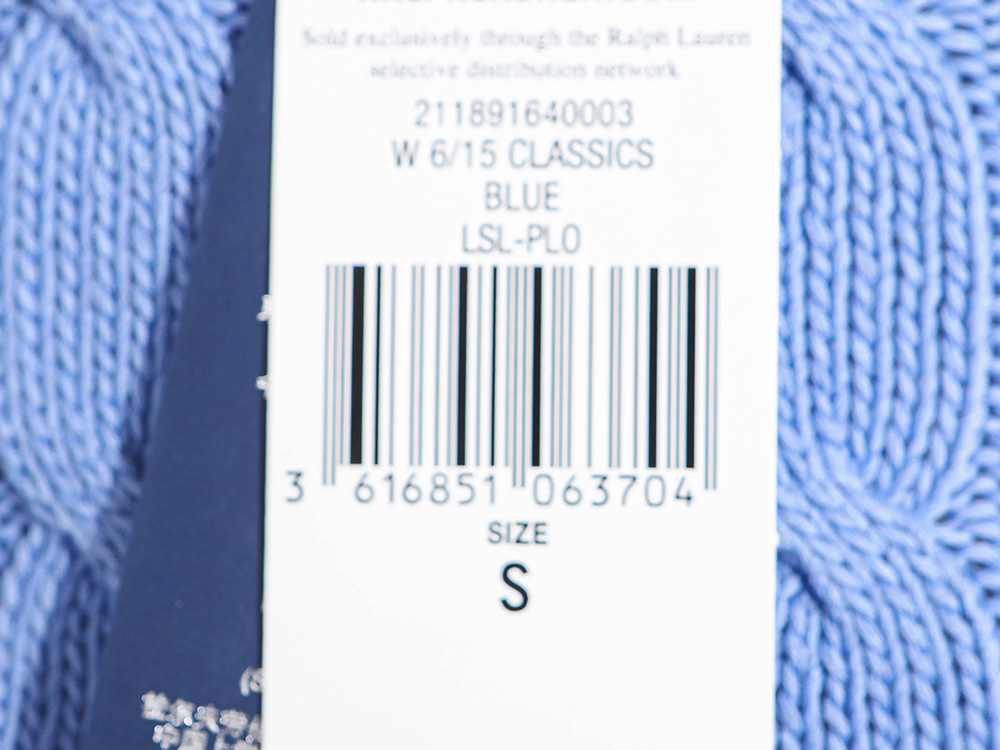 Sold exclusively through the Ralph Lauren
selective distribution network
211891640003
W 6/15 CLASSICS
BLUE
LSL-PLO
3 616851 063704
SIZE
S